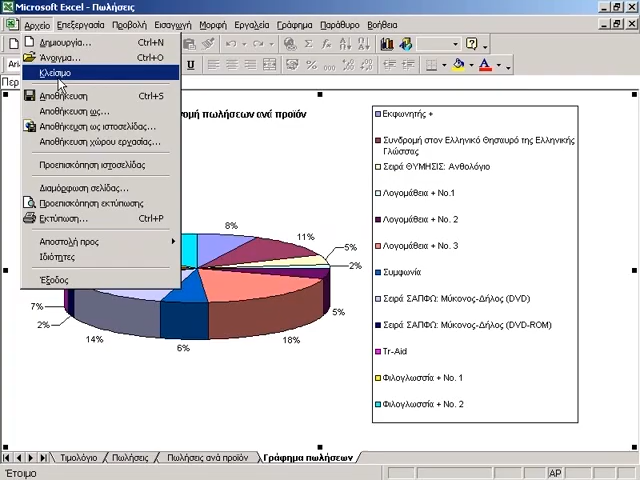 Microsoft Excel - Πωλήσεις
Αρχείο Επεξεργασία Προβολή Εισαγωγή Μορφή Εργαλεία Γράφημα Παράθυρο Βοήθεια
Δημιουργία... Ctrl+N
Άνοιγμα... Ctrl+O
Κλείσιμο
Αποθήκευση Ctrl+S
Αποθήκευση ως...
Αποθήκευση ως ιστοσελίδας...
Αποθήκευση χώρου εργασίας...
Προεπισκόπηση ιστοσελίδας
Διαμόρφωση σελίδας...
Προεπισκόπηση εκτύπωσης
Εκτύπωση... Ctrl+P
Αποστολή προς
Ιδιότητες
Έξοδος
Περ
ομή πωλήσεων ανά προϊόν
8%
11%
5%
2%
5%
18%
6%
14%
2%
7%
Εκφωνητής +
Συνδρομή στον Ελληνικό Θησαυρό της Ελληνικής
Γλώσσας
Σειρά ΘΥΜΗΣΙΣ: Ανθολόγιο
Λογομάθεια + No.1
Λογομάθεια + No. 2
Λογομάθεια + No. 3
Συμφωνία
Σειρά ΣΑΠΦΩ: Μύκονος-Δήλος (DVD)
Σειρά ΣΑΠΦΩ: Μύκονος-Δήλος (DVD-ROM)
Tr-Aid
Φιλογλωσσία + No. 1
Φιλογλωσσία + No. 2
Τιμολόγιο Πωλήσεις Πωλήσεις ανά προϊόν Γράφημα πωλήσεων
Έτοιμο AP